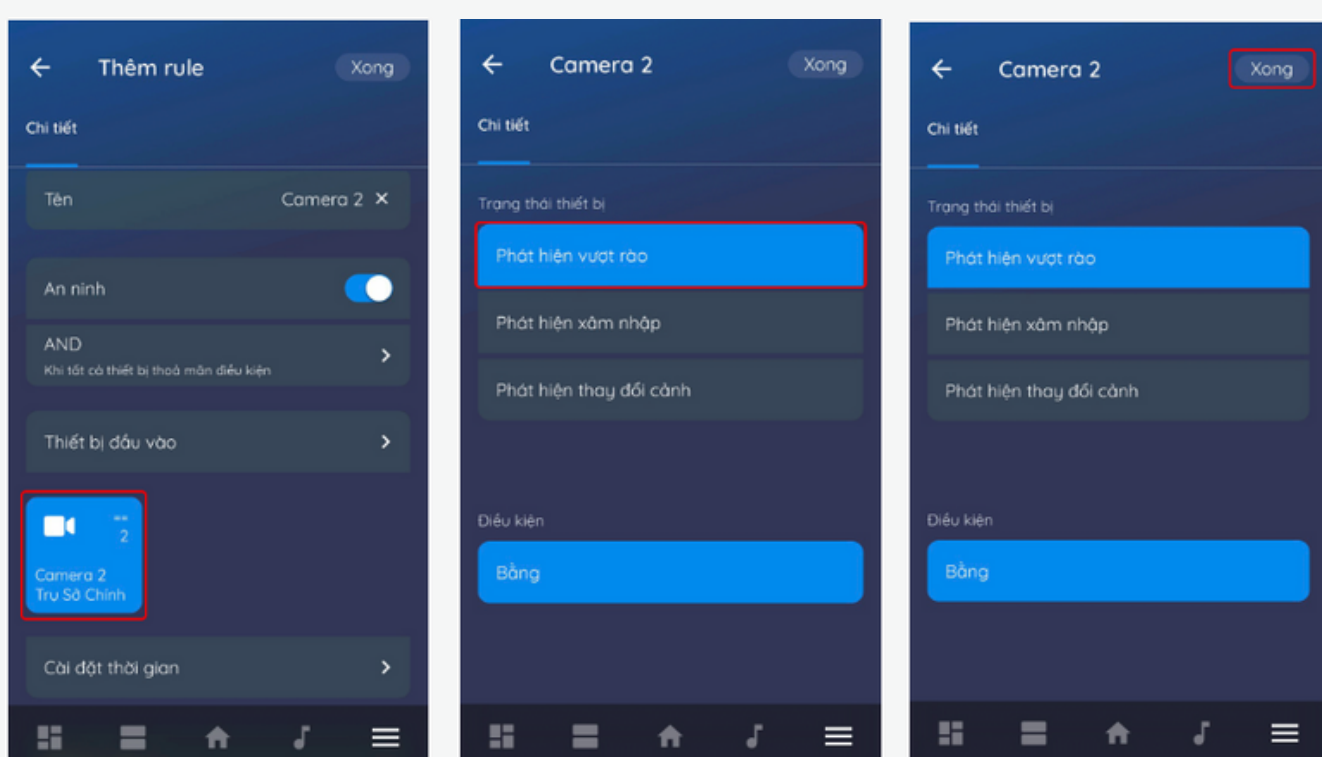 Thêm rule
Xong
Chi tiết
Tên
Camera 2
An ninh
AND
Khi tất cả thiết bị thoả mãn điều kiện
Thiết bị đầu vào
--
2
Camera 2
Trụ Sở Chính
Cài đặt thời gian
Camera 2
Xong
Chi tiết
Trạng thái thiết bị
Phát hiện vượt rào
Phát hiện xâm nhập
Phát hiện thay đổi cảnh
Điều kiện
Bằng
Camera 2
Xong
Chi tiết
Trạng thái thiết bị
Phát hiện vượt rào
Phát hiện xâm nhập
Phát hiện thay đổi cảnh
Điều kiện
Bằng